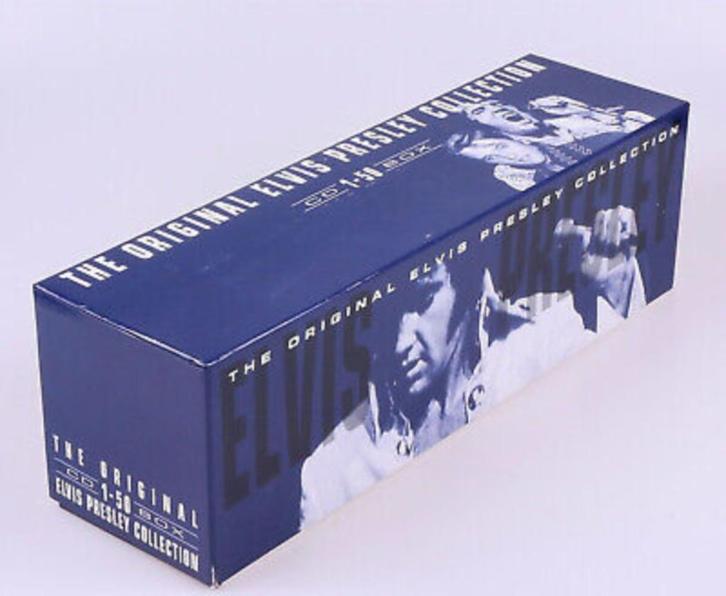 THE ORIGINAL ELVIS PRESLEY COLLECTION
CD 1-50 BOX
THE ORIGINAL ELVIS PRESLEY COLLECTION
ELVIS PRESLEY
THE ORIGINAL
CD 1-50 BOX
ELVIS PRESLEY COLLECTION